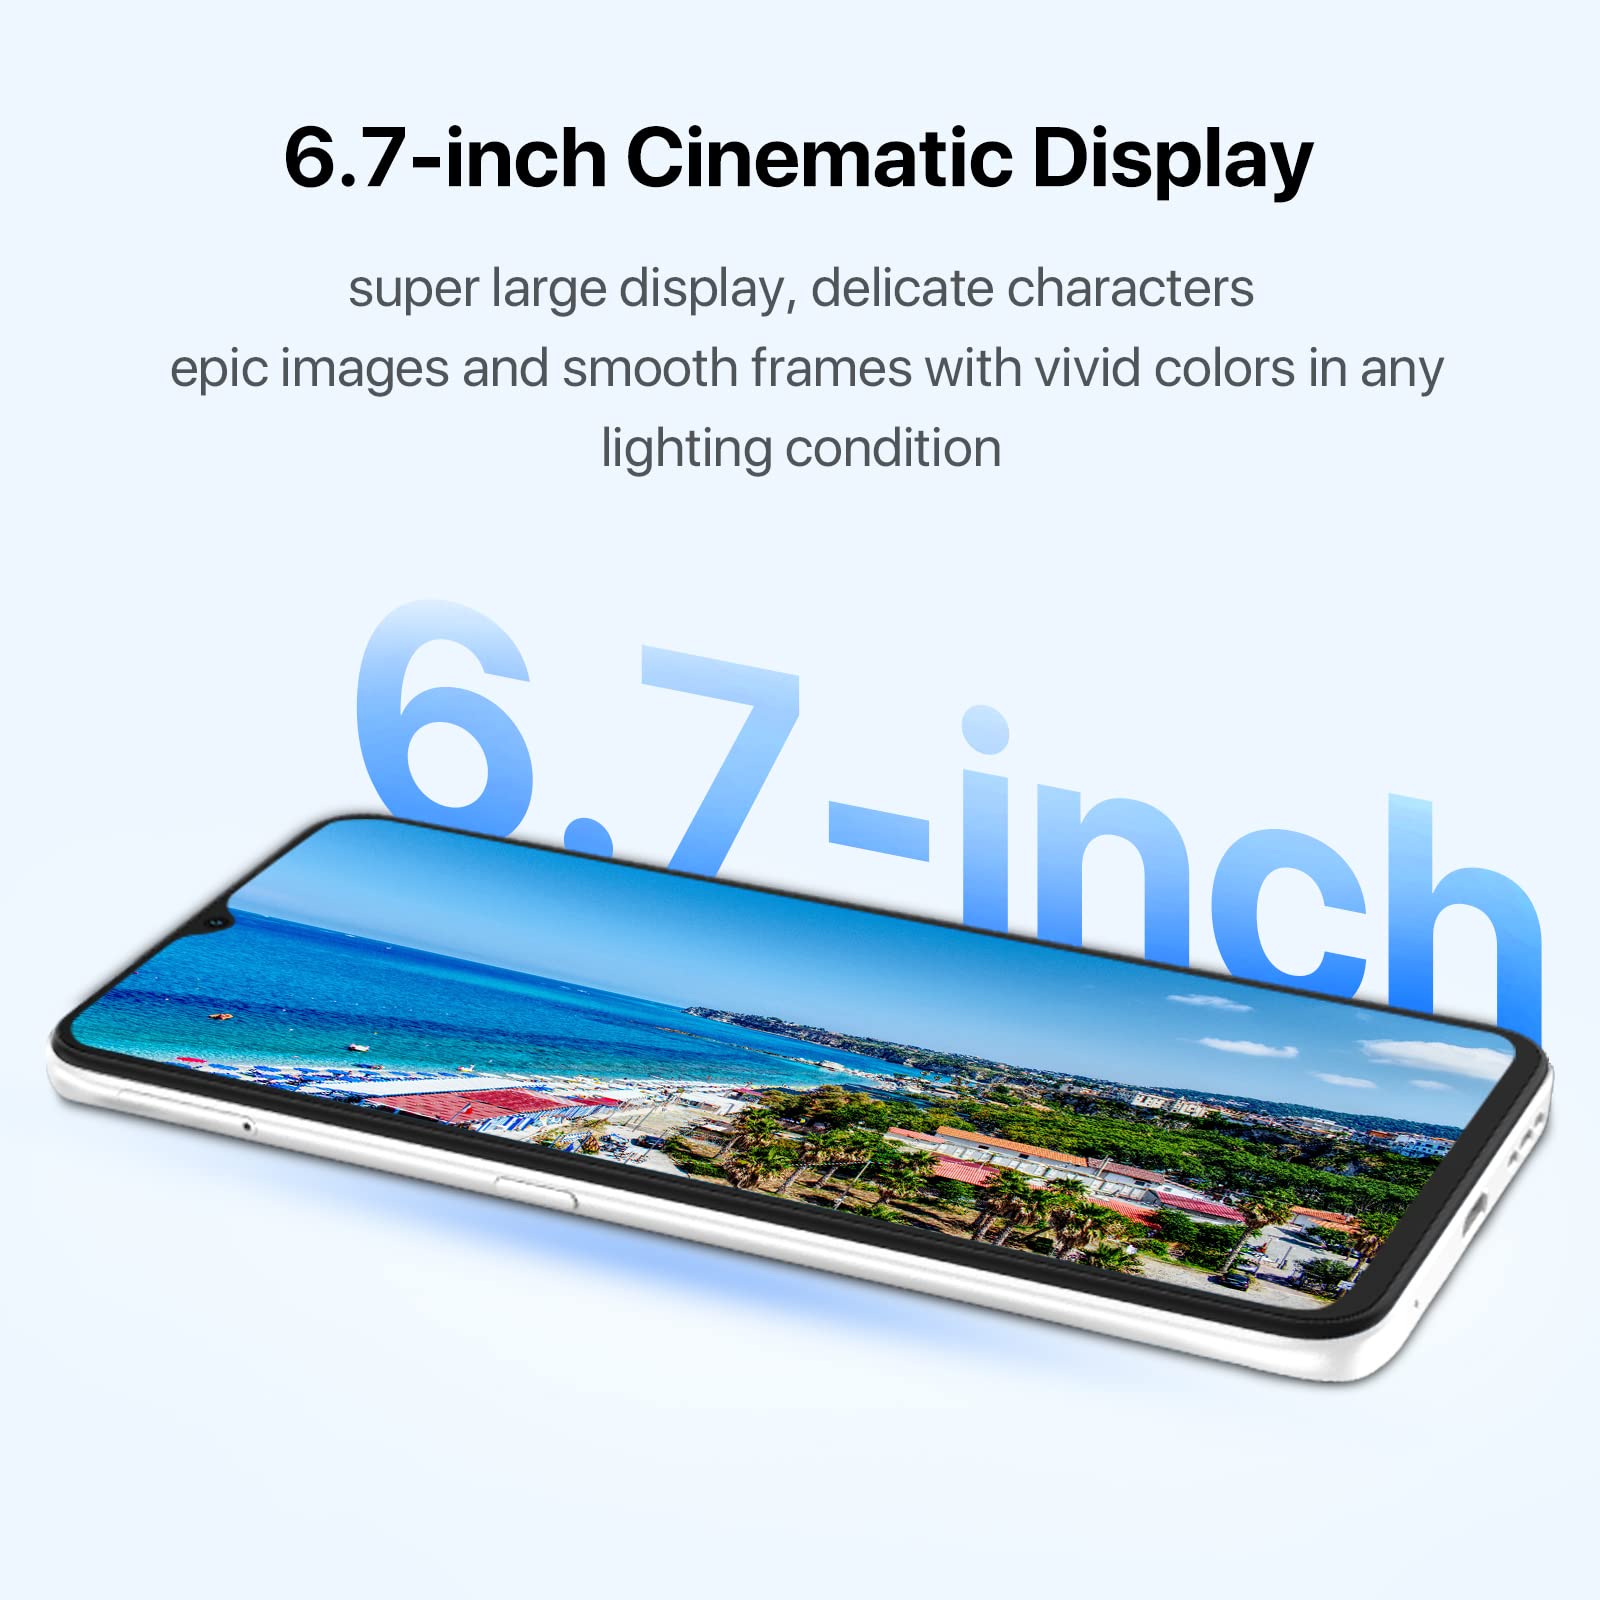 6.7-inch Cinematic Display
super large display, delicate characters
epic images and smooth frames with vivid colors in any
lighting condition
6.7-inch